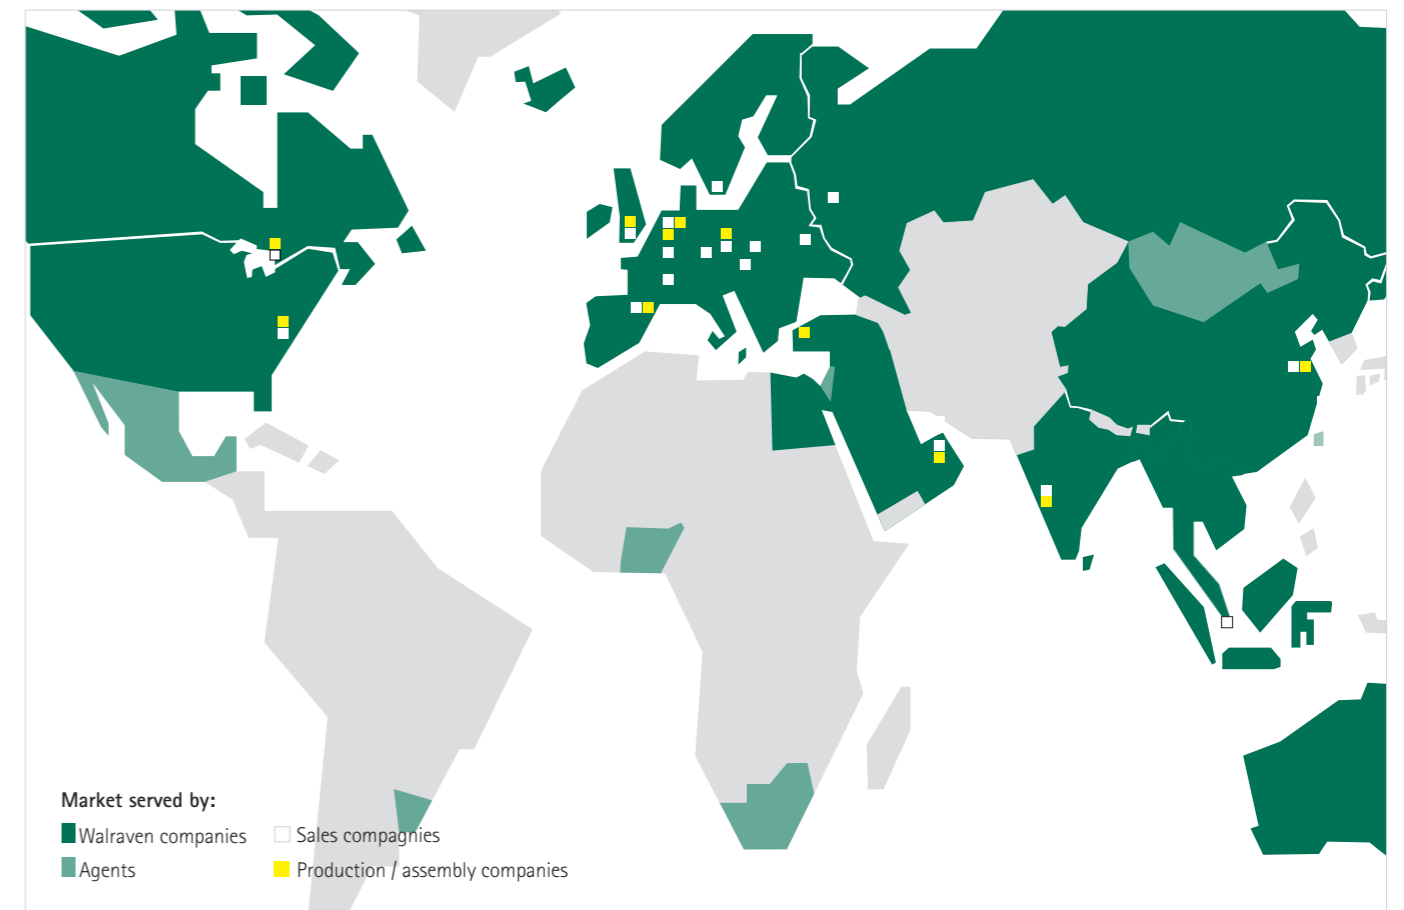 Market served by:
Walraven companies
Sales compagnies
Agents
Production / assembly companies